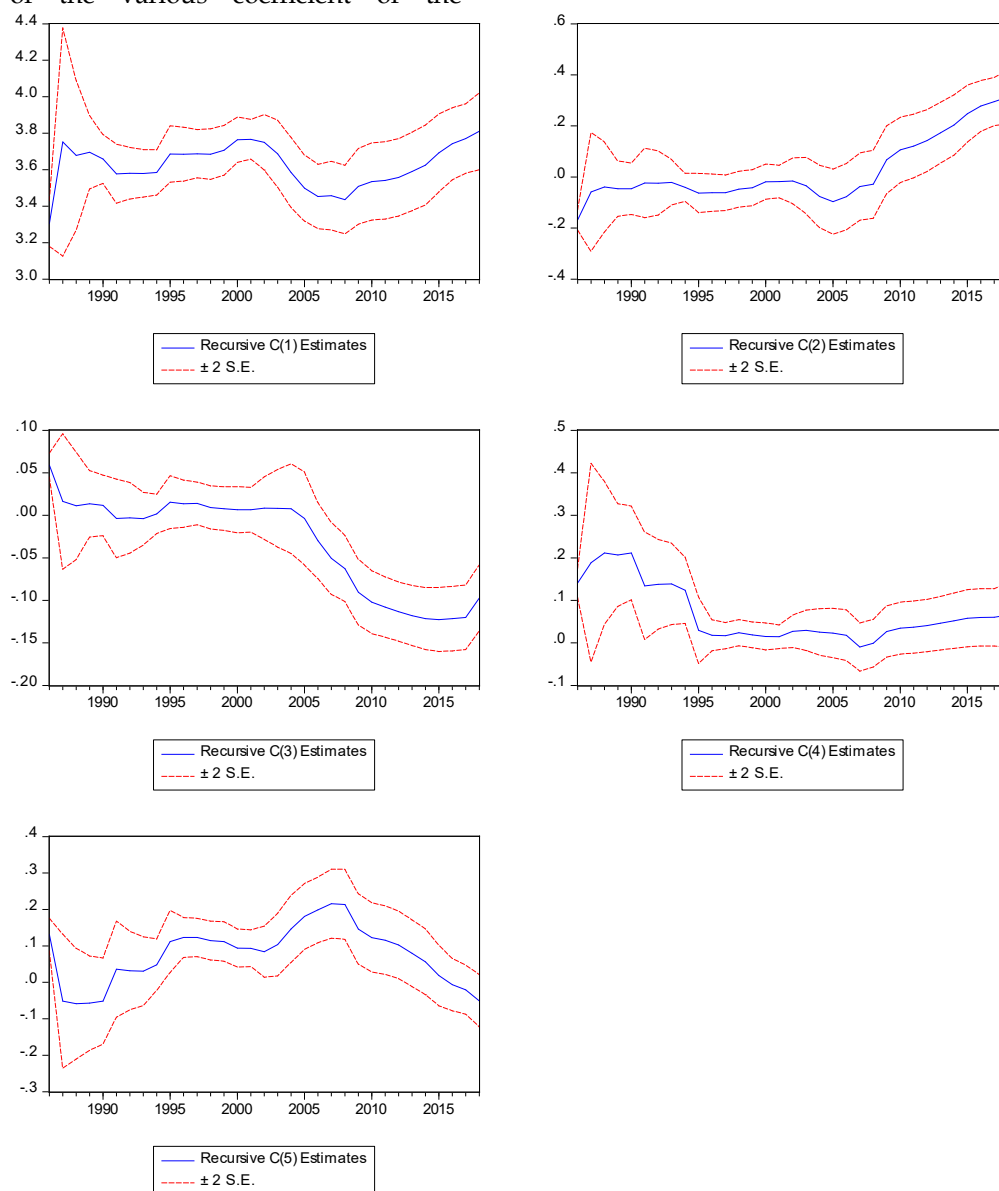 of the various coefficient of the
4.4
4.2
4.0
3.8
3.6
3.4
3.2
3.0
1990 1995 2000 2005 2010 2015
Recursive C(1) Estimates
± 2 S.E.
.6
.4
.2
.0
-.2
-.4
1990 1995 2000 2005 2010 2015
Recursive C(2) Estimates
± 2 S.E.
.10
.05
.00
-.05
-.10
-.15
-.20
1990 1995 2000 2005 2010 2015
Recursive C(3) Estimates
± 2 S.E.
.5
.4
.3
.2
.1
.0
-.1
1990 1995 2000 2005 2010 2015
Recursive C(4) Estimates
± 2 S.E.
.4
.3
.2
.1
.0
-.1
-.2
-.3
1990 1995 2000 2005 2010 2015
Recursive C(5) Estimates
± 2 S.E.